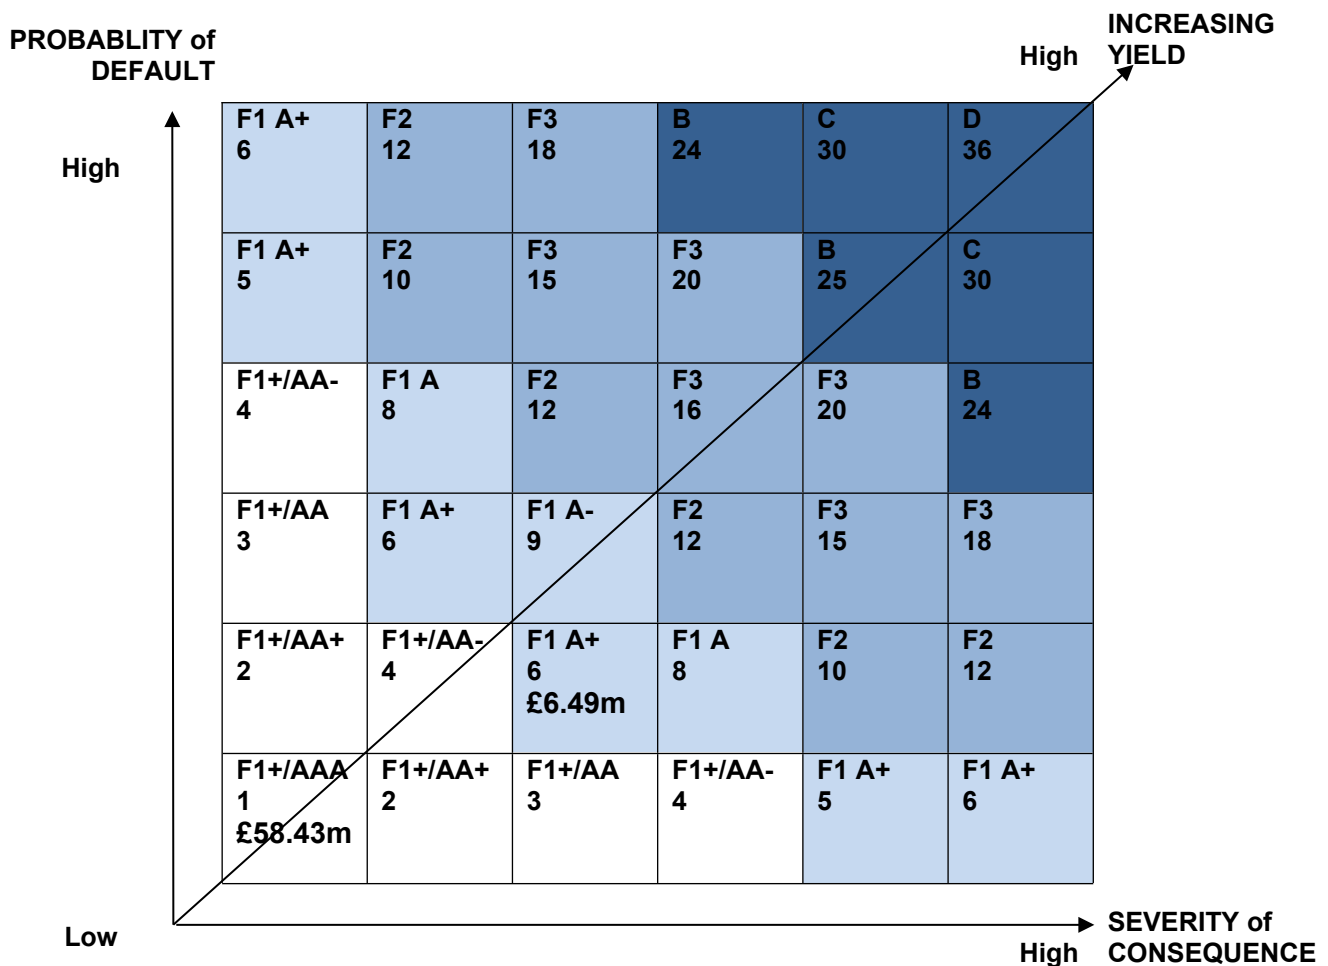 PROBABLITY of
DEFAULT
INCREASING
YIELD
High
High
F1 A+
6
F2
12
F3
18
B
24
C
30
D
36
F1 A+
5
F2
10
F3
15
F3
20
B
25
C
30
F1+/AA-
4
F1 A
8
F2
12
F3
16
F3
20
B
24
F1+/AA
3
F1 A+
6
F1 A-
9
F2
12
F3
15
F3
18
F1+/AA+
2
F1+/AA-
4
F1 A+
6
£6.49m
F1 A
8
F2
10
F2
12
F1+/AAA
1
£58.43m
F1+/AA+
2
F1+/AA
3
F1+/AA-
4
F1 A+
5
F1 A+
6
Low
High
SEVERITY of
CONSEQUENCE